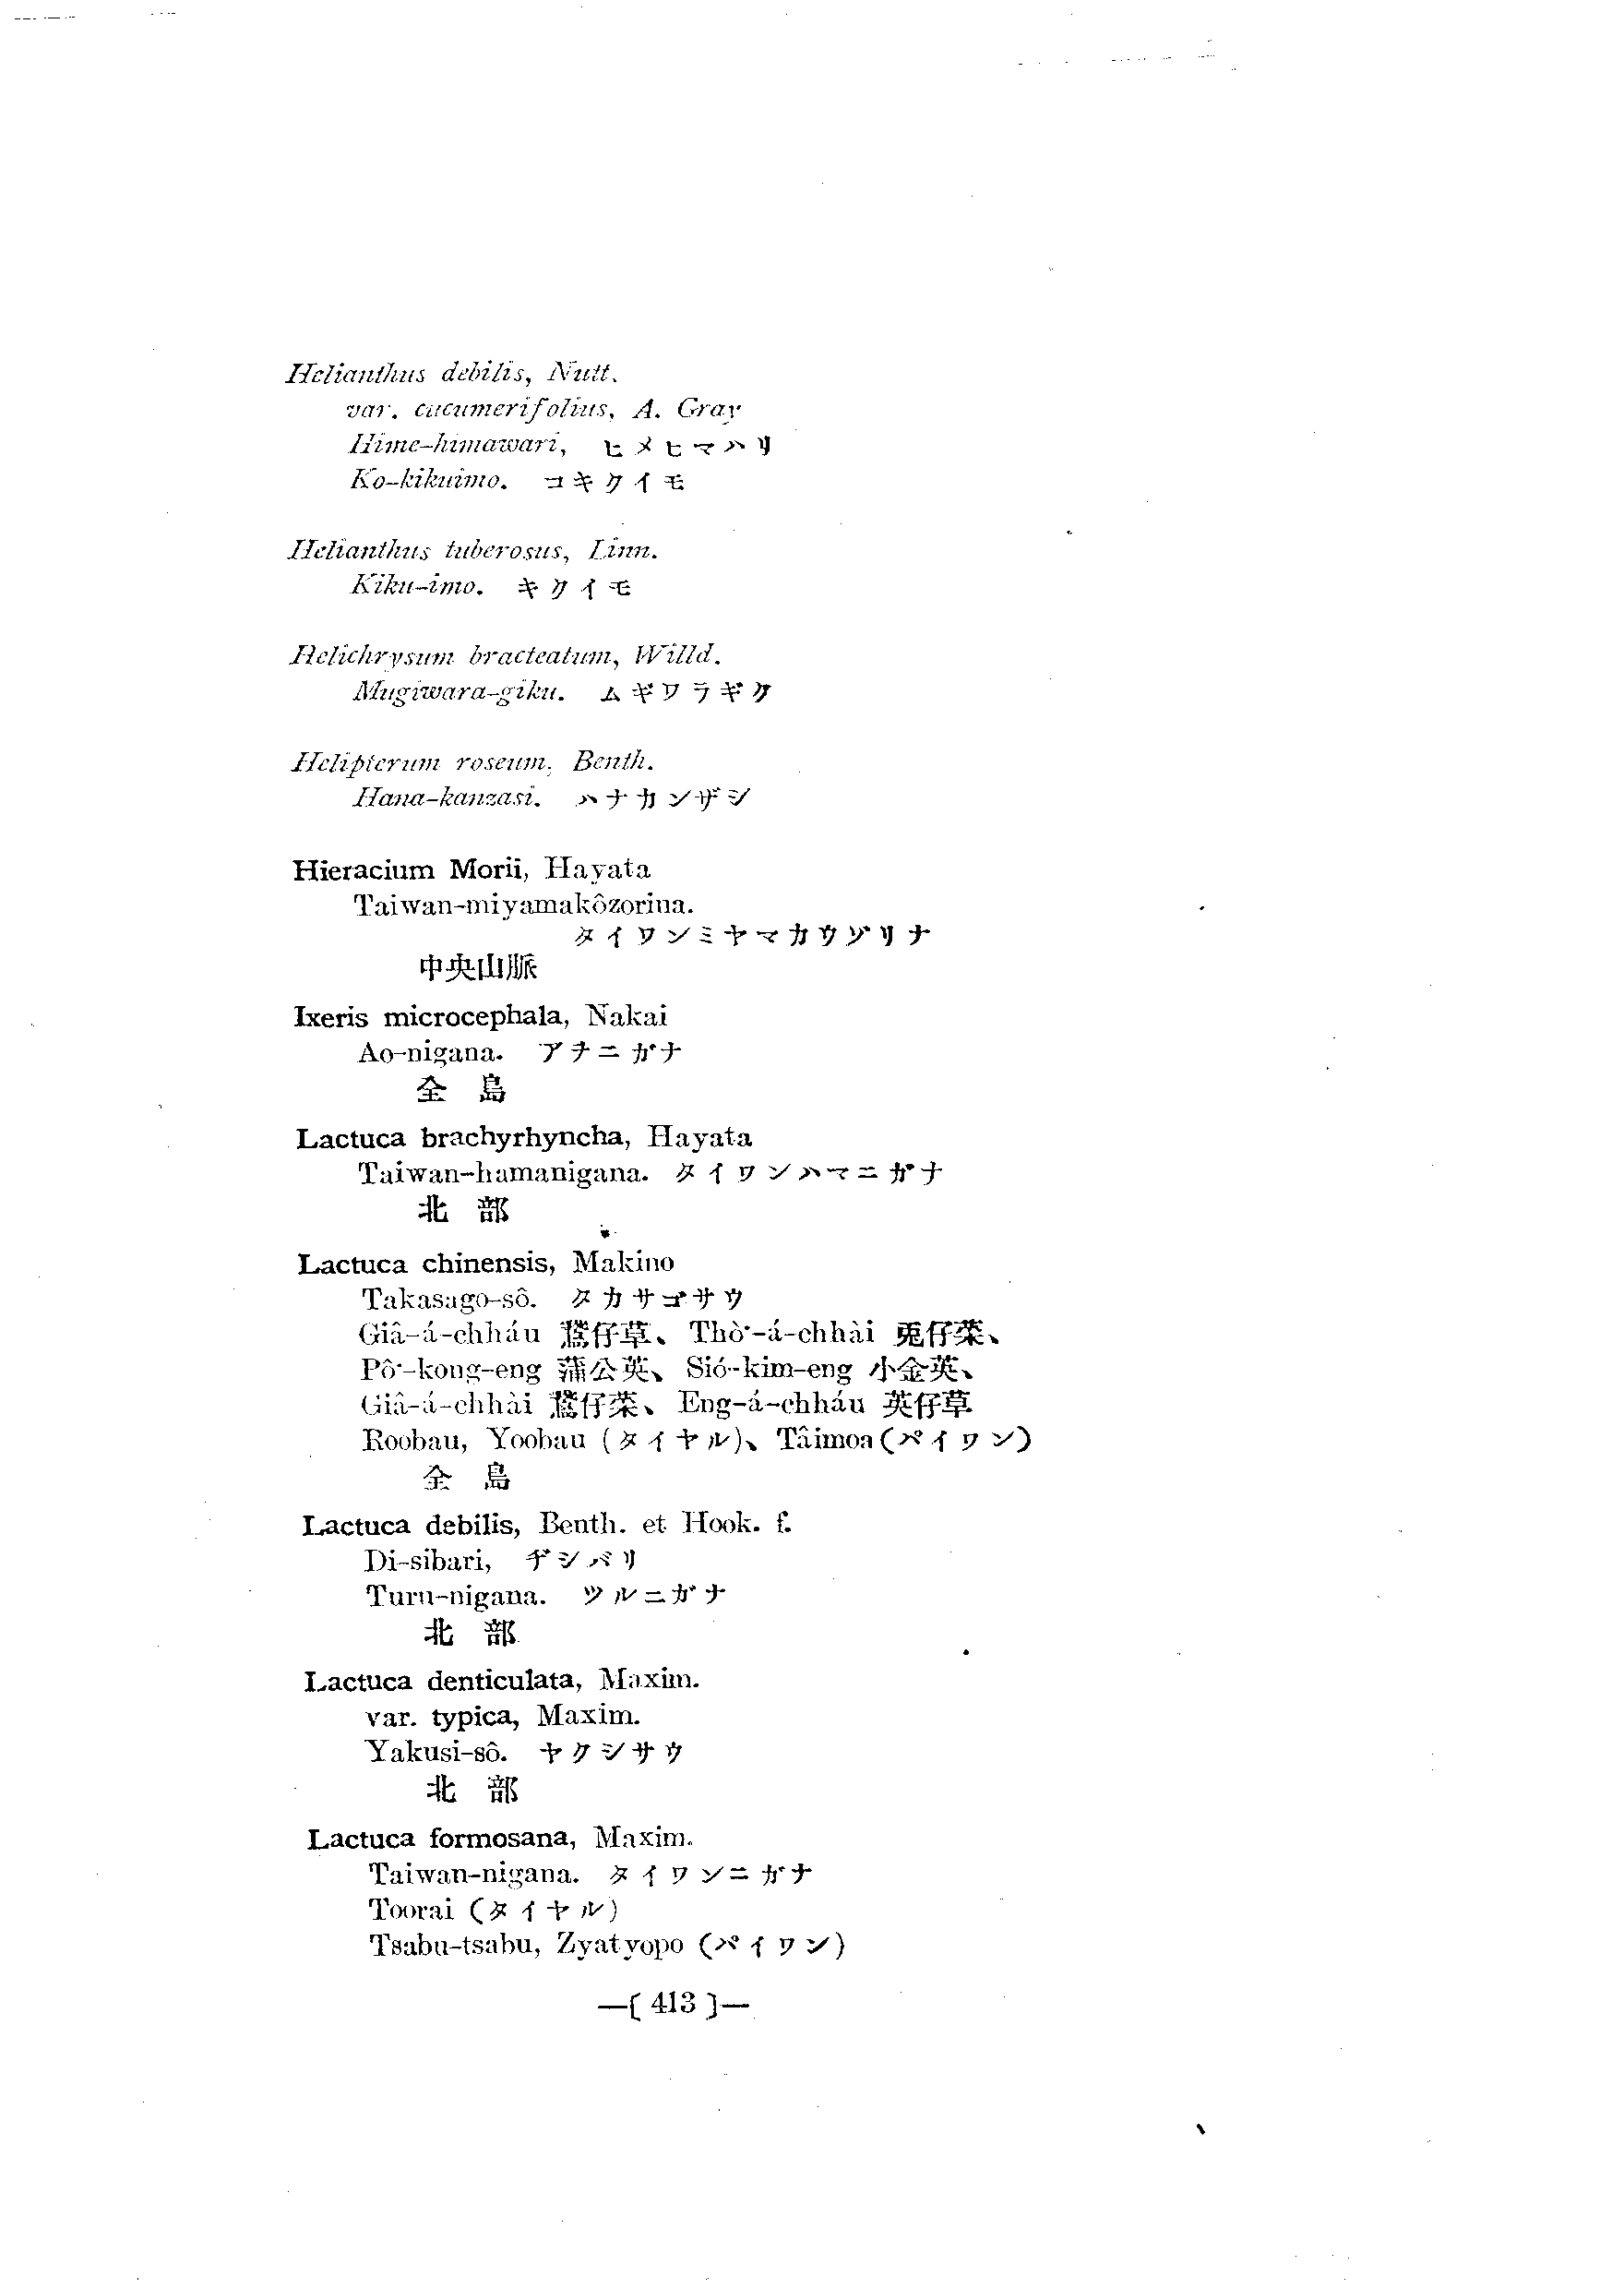 Helianthus debilis, Nutt.
var. cucumerifolius, A. Gray
Hime-himawari, ヒメヒマハリ
Ko-kikuimo. コキクイモ
Helianthus tuberosus, Linn.
Kiku-imo. キクイモ
Helichrysum bracteatum, Willd.
Mugiwara-giku. ムギワラギク
Helipterum roseum, Benth.
Hana-kanzasi. ハナカンザシ
Hieracium Morii, Hayata
Taiwan-miyamakôzorina.
タイワンミヤマカウゾリナ
中央山脈
Ixeris microcephala, Nakai
Ao-nigana. アヲニガナ
全島
Lactuca brachyrhyncha, Hayata
Taiwan-hamanigana. タイワンハマニガナ
北部
Lactuca chinensis, Makino
Takasago-sô. タカサゴサウ
Giâ-á-chháu 鵝仔草、Thò·-á-chhài 兎仔菜、
Pô·-kong-eng 蒲公英、Sió-kim-eng 小金英、
Giâ-á-chhài 鵝仔菜、Eng-á-chháu 英仔草
Roobau, Yoobau (タイヤル)、Tâimoa (パイワン)
全島
Lactuca debilis, Benth. et Hook. f.
Di-sibari, ヂシバリ
Turu-nigana. ツルニガナ
北部
Lactuca denticulata, Maxim.
var. typica, Maxim.
Yakusi-sô. ヤクシサウ
北部
Lactuca formosana, Maxim.
Taiwan-nigana. タイワンニガナ
Toorai (タイヤル)
Tsabu-tsabu, Zyatyopo (パイワン)
—( 413 )—